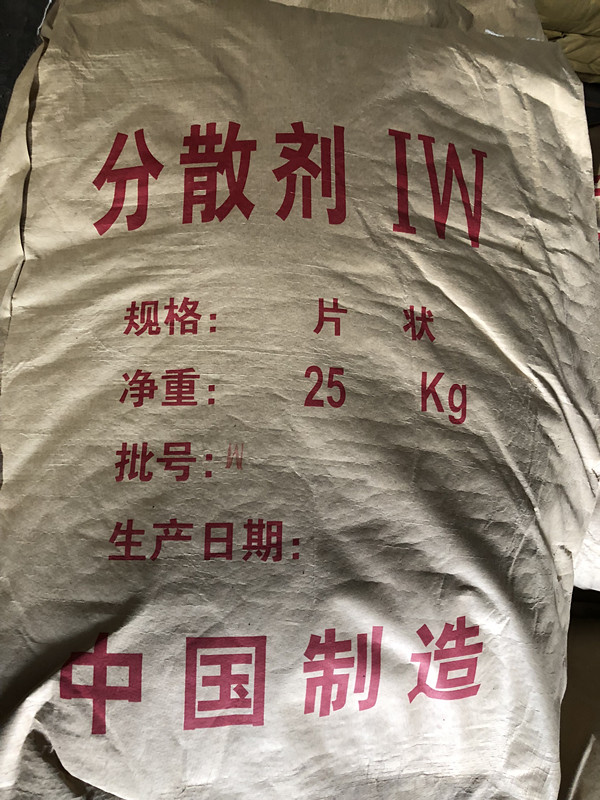 分散剂 IW
规格： 片 状
净重： 25 Kg
批号：
生产日期：
中国制造